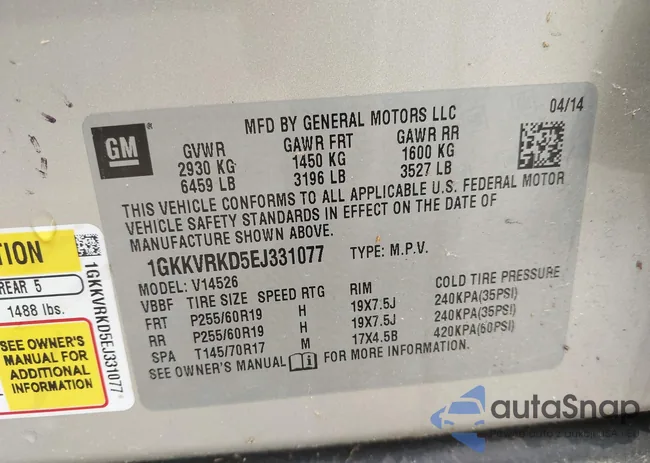 MFD BY GENERAL MOTORS LLC 04/14
GM
GVWR GAWR FRT GAWR RR
2930 KG 1450 KG 1600 KG
6459 LB 3196 LB 3527 LB
THIS VEHICLE CONFORMS TO ALL APPLICABLE U.S. FEDERAL MOTOR
VEHICLE SAFETY STANDARDS IN EFFECT ON THE DATE OF
MANUFACTURE SHOWN ABOVE.
1GKKVRKD5EJ331077 TYPE: M.P.V.
MODEL: V14526
VBBF TIRE SIZE SPEED RTG RIM COLD TIRE PRESSURE
FRT P255/60R19 H 19X7.5J 240KPA(35PSI)
RR P255/60R19 H 19X7.5J 240KPA(35PSI)
SPA T145/70R17 M 17X4.5B 420KPA(60PSI)
SEE OWNER'S MANUAL FOR MORE INFORMATION.
TION
REAR 5
1488 lbs.
SEE OWNER'S
MANUAL FOR
ADDITIONAL
INFORMATION
1GKKVRKD5EJ331077
autaSnap